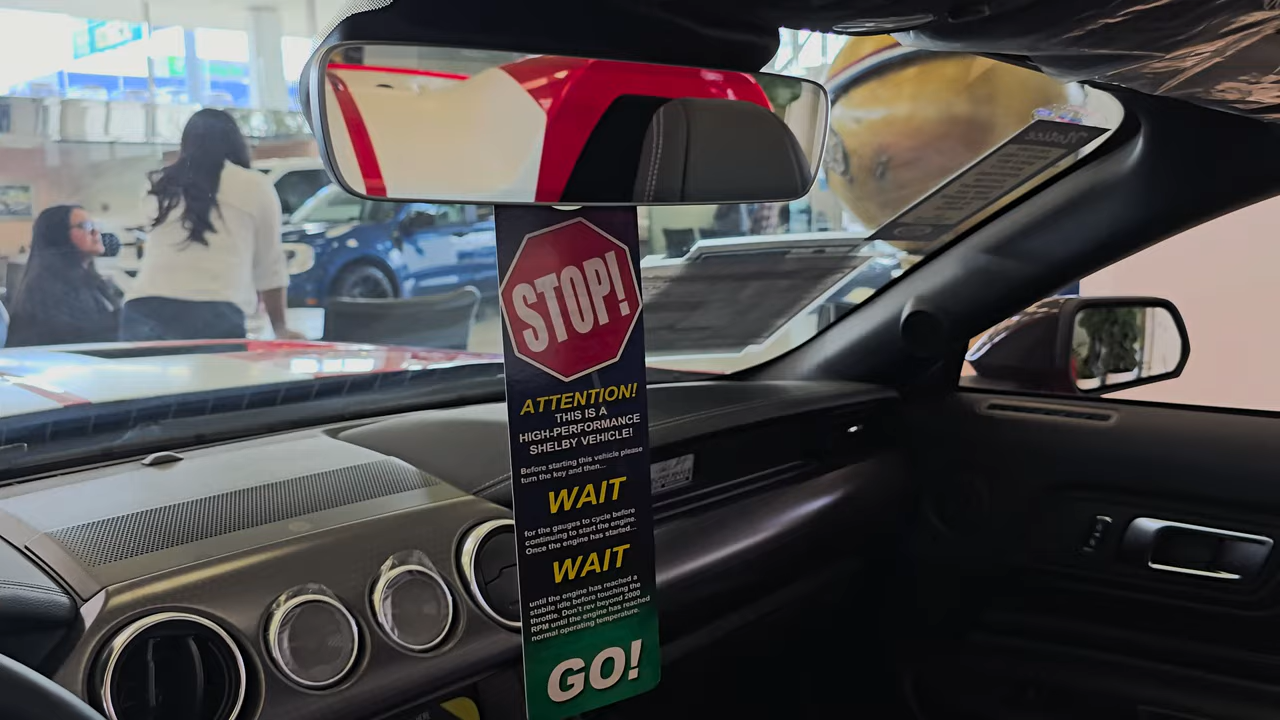 STOP!
ATTENTION!
THIS IS A
HIGH-PERFORMANCE
SHELBY VEHICLE!
Before starting this vehicle please
turn the key and then...
WAIT
for the gauges to cycle before
continuing to start the engine.
Once the engine has started...
WAIT
until the engine has reached a
stabile idle before touching the
throttle. Don't rev beyond 2000
RPM until the engine has reached
normal operating temperature.
GO!
Notice